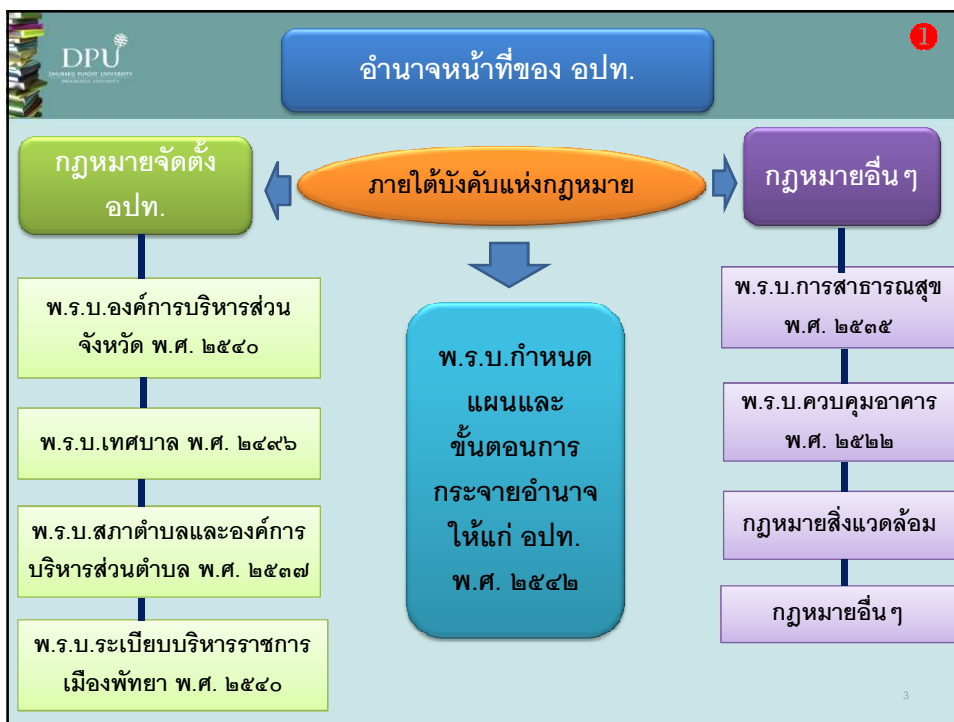 DPU
DHURAKIJ PUNDIT UNIVERSITY
อำนาจหน้าที่ของ อปท.
1
กฎหมายจัดตั้ง
อปท.
ภายใต้บังคับแห่งกฎหมาย
กฎหมายอื่นๆ
พ.ร.บ.องค์การบริหารส่วน
จังหวัด พ.ศ. ๒๕๔๐
พ.ร.บ.เทศบาล พ.ศ. ๒๔๙๖
พ.ร.บ.สภาตำบลและองค์การ
บริหารส่วนตำบล พ.ศ. ๒๕๓๗
พ.ร.บ.ระเบียบบริหารราชการ
เมืองพัทยา พ.ศ. ๒๕๔๐
พ.ร.บ.กำหนด
แผนและ
ขั้นตอนการ
กระจายอำนาจ
ให้แก่ อปท.
พ.ศ. ๒๕๔๒
พ.ร.บ.การสาธารณสุข
พ.ศ. ๒๕๓๕
พ.ร.บ.ควบคุมอาคาร
พ.ศ. ๒๕๒๒
กฎหมายสิ่งแวดล้อม
กฎหมายอื่นๆ
3